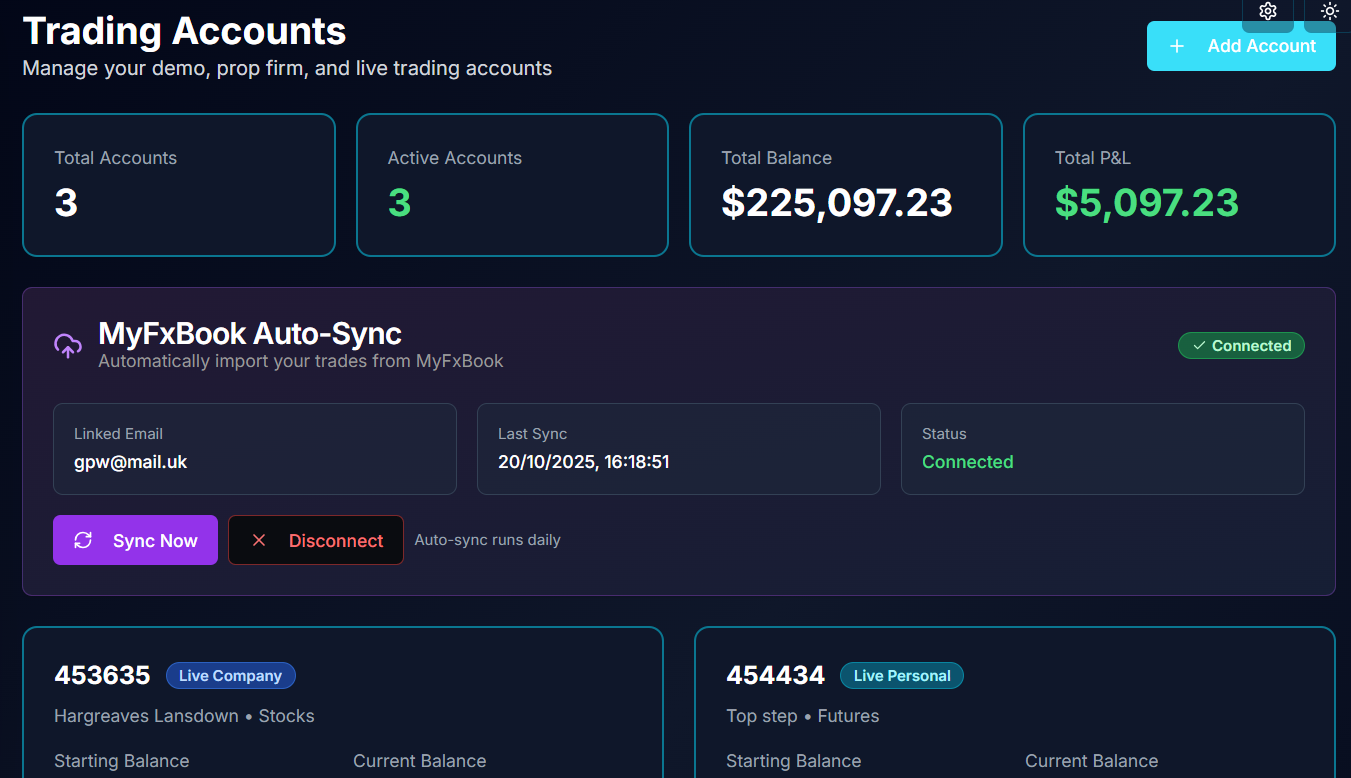 Trading Accounts
Manage your demo, prop firm, and live trading accounts
+ Add Account
Total Accounts
3
Active Accounts
3
Total Balance
$225,097.23
Total P&L
$5,097.23
MyFxBook Auto-Sync
Automatically import your trades from MyFxBook
Connected
Linked Email
gpw@mail.uk
Last Sync
20/10/2025, 16:18:51
Status
Connected
Sync Now
Disconnect
Auto-sync runs daily
453635 Live Company
Hargreaves Lansdown • Stocks
Starting Balance Current Balance
454434 Live Personal
Top step • Futures
Starting Balance Current Balance